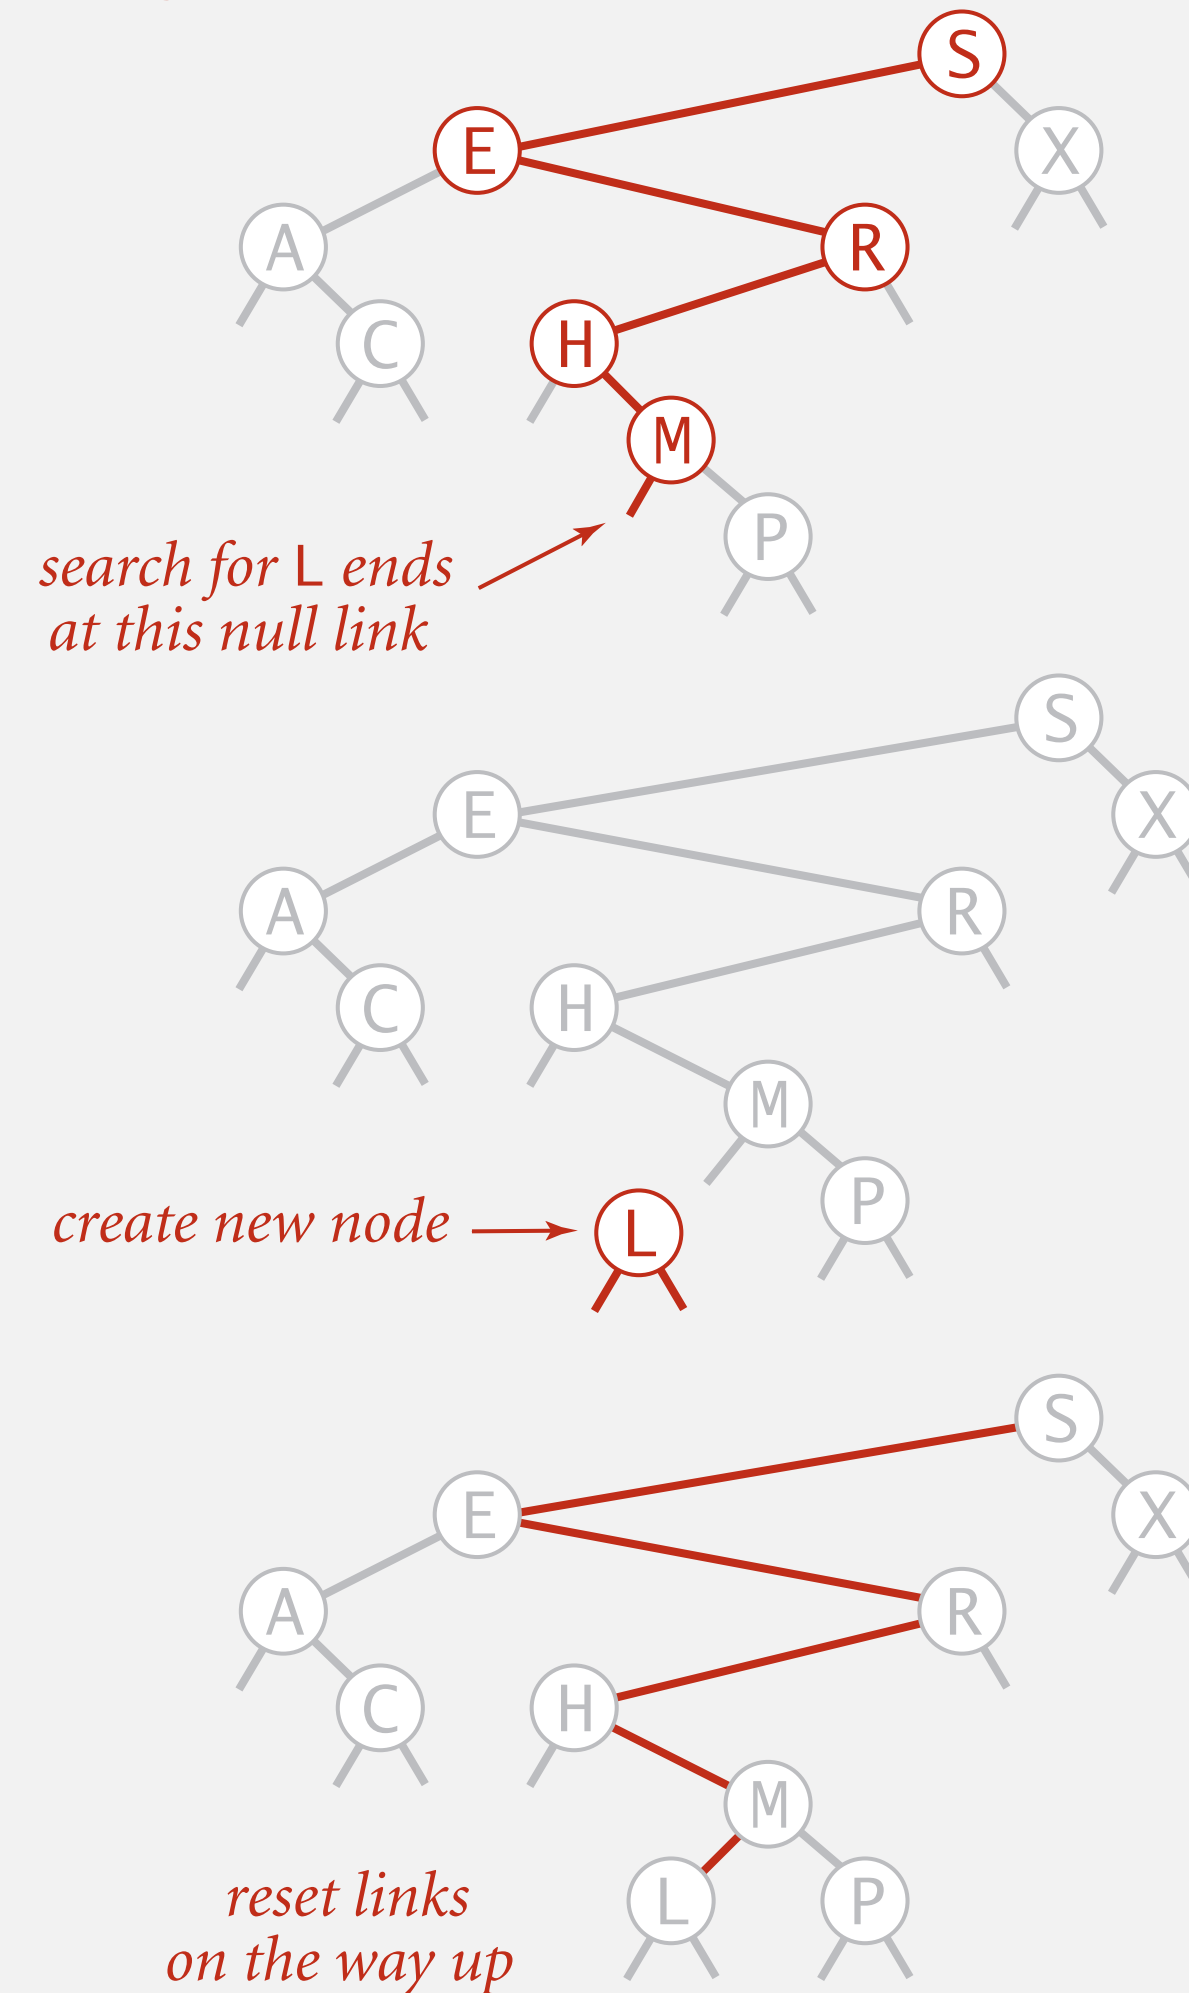 S
E
X
A
R
C
H
M
P
search for L ends
at this null link
S
E
X
A
R
C
H
M
P
create new node
L
S
E
X
A
R
C
H
M
L
P
reset links
on the way up